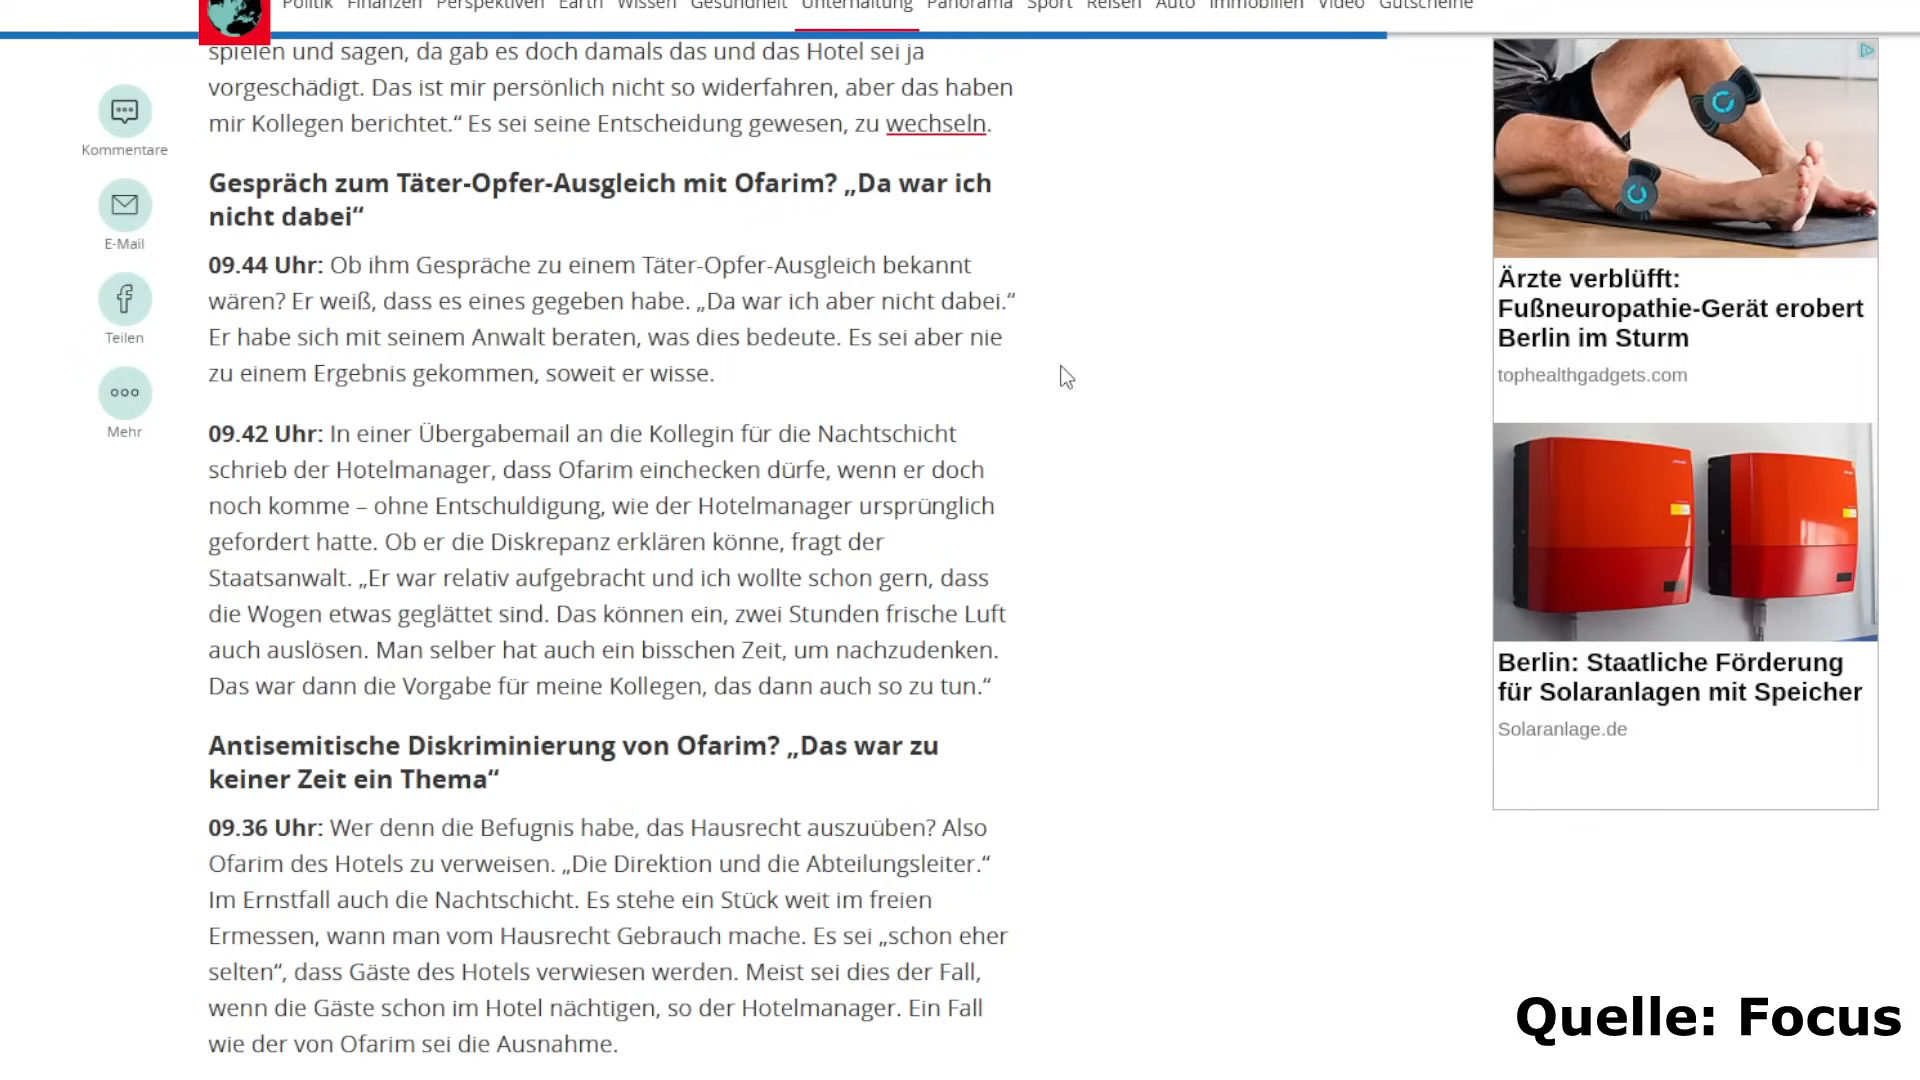 Politik Finanzen Perspektiven Earth Wissen Gesundheit Unterhaltung Panorama Sport Reisen Auto Immobilien Video Gutscheine
spielen und sagen, da gab es doch damals das und das Hotel sei ja
vorgeschädigt. Das ist mir persönlich nicht so widerfahren, aber das haben
mir Kollegen berichtet.“ Es sei seine Entscheidung gewesen, zu wechseln.
Kommentare
E-Mail
Teilen
Mehr
Gespräch zum Täter-Opfer-Ausgleich mit Ofarim? „Da war ich
nicht dabei“
09.44 Uhr: Ob ihm Gespräche zu einem Täter-Opfer-Ausgleich bekannt
wären? Er weiß, dass es eines gegeben habe. „Da war ich aber nicht dabei.“
Er habe sich mit seinem Anwalt beraten, was dies bedeute. Es sei aber nie
zu einem Ergebnis gekommen, soweit er wisse.
09.42 Uhr: In einer Übergabemail an die Kollegin für die Nachtschicht
schrieb der Hotelmanager, dass Ofarim einchecken dürfe, wenn er doch
noch komme – ohne Entschuldigung, wie der Hotelmanager ursprünglich
gefordert hatte. Ob er die Diskrepanz erklären könne, fragt der
Staatsanwalt. „Er war relativ aufgebracht und ich wollte schon gern, dass
die Wogen etwas geglättet sind. Das können ein, zwei Stunden frische Luft
auch auslösen. Man selber hat auch ein bisschen Zeit, um nachzudenken.
Das war dann die Vorgabe für meine Kollegen, das dann auch so zu tun.“
Antisemitische Diskriminierung von Ofarim? „Das war zu
keiner Zeit ein Thema“
09.36 Uhr: Wer denn die Befugnis habe, das Hausrecht auszuüben? Also
Ofarim des Hotels zu verweisen. „Die Direktion und die Abteilungsleiter.“
Im Ernstfall auch die Nachtschicht. Es stehe ein Stück weit im freien
Ermessen, wann man vom Hausrecht Gebrauch mache. Es sei „schon eher
selten“, dass Gäste des Hotels verwiesen werden. Meist sei dies der Fall,
wenn die Gäste schon im Hotel nächtigen, so der Hotelmanager. Ein Fall
wie der von Ofarim sei die Ausnahme.
Ärzte verblüfft:
Fußneuropathie-Gerät erobert
Berlin im Sturm
tophealthgadgets.com
Berlin: Staatliche Förderung
für Solaranlagen mit Speicher
Solaranlage.de
Quelle: Focus